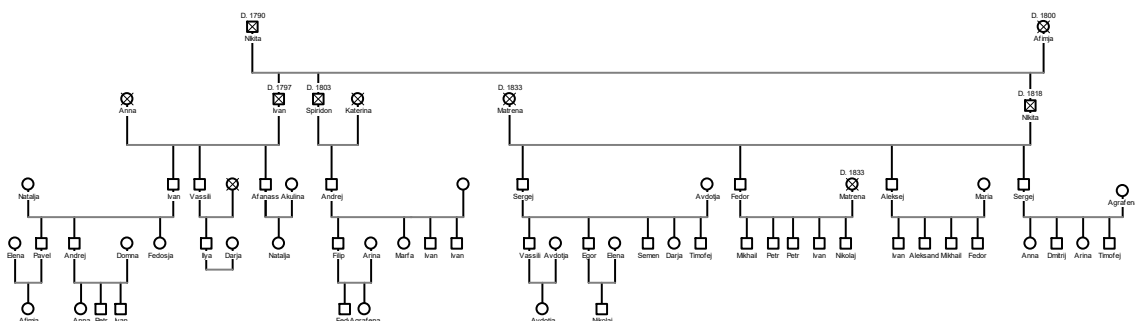 D. 1790 D. 1800
Nikita Afimja
D. 1797 D. 1803 D. 1833 D. 1818
Anna Ivan Spiridon Katerina Matrena Nikita
D. 1833
Natalja Ivan Vassili Afanass Akulina Andrej Sergej Avdotja Fedor Matrena Aleksej Maria Sergej Agrafena
Elena Pavel Andrej Domna Fedosja Ilya Darja Natalja Filip Arina Marfa Ivan Ivan Vassili Avdotja Egor Elena Semen Darja Timofej Mikhail Petr Petr Ivan Nikolaj Ivan Aleksand Mikhail Fedor Anna Dmitrij Arina Timofej
Afimja Anna Petr Ivan Agrafena Avdotja Nikolaj